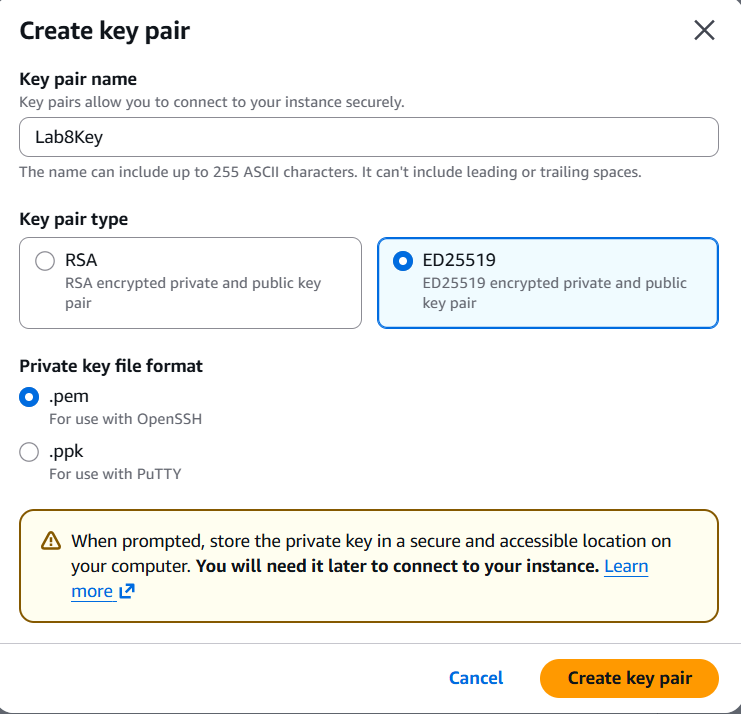 Create key pair
Key pair name
Key pairs allow you to connect to your instance securely.
Lab8Key
The name can include up to 255 ASCII characters. It can't include leading or trailing spaces.
Key pair type
RSA
RSA encrypted private and public key
pair
ED25519
ED25519 encrypted private and public
key pair
Private key file format
.pem
For use with OpenSSH
.ppk
For use with PuTTY
When prompted, store the private key in a secure and accessible location on
your computer. You will need it later to connect to your instance. Learn
more
Cancel
Create key pair